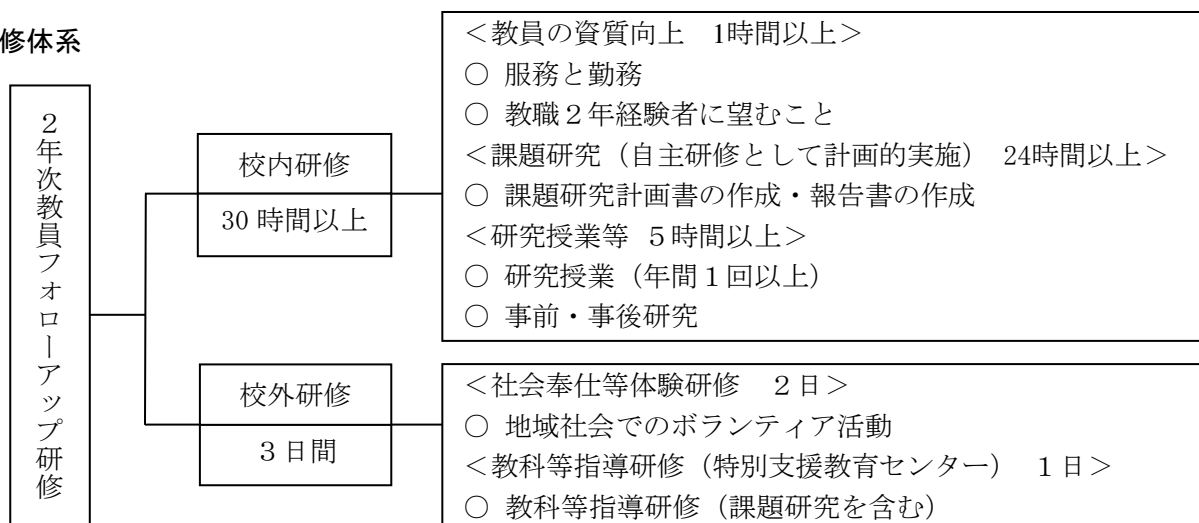 修体系
２年次教員フォローアップ研修
校内研修
30 時間以上
＜教員の資質向上　1時間以上＞
○ 服務と勤務
○ 教職２年経験者に望むこと
＜課題研究（自主研修として計画的実施）　24時間以上＞
○ 課題研究計画書の作成・報告書の作成
＜研究授業等　５時間以上＞
○ 研究授業（年間１回以上）
○ 事前・事後研究
校外研修
３日間
＜社会奉仕等体験研修　２日＞
○ 地域社会でのボランティア活動
＜教科等指導研修（特別支援教育センター）　１日＞
○ 教科等指導研修（課題研究を含む）